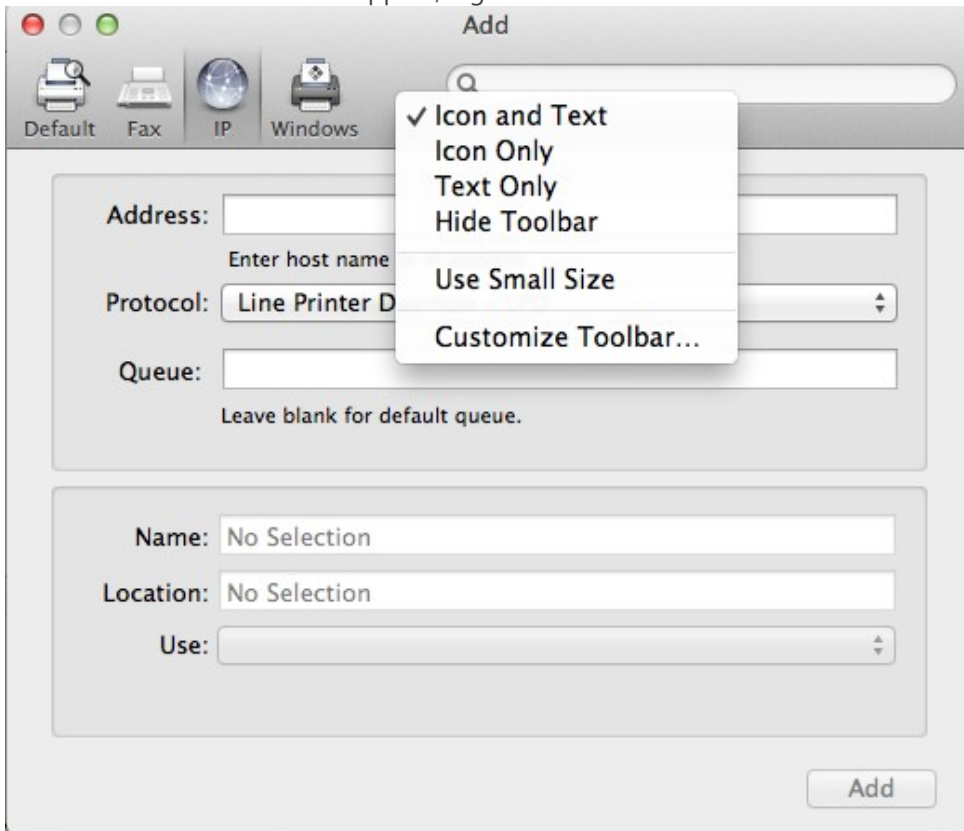 Add
Default Fax IP Windows
✓ Icon and Text
Icon Only
Text Only
Hide Toolbar
Use Small Size
Customize Toolbar...
Address:
Enter host name
Protocol: Line Printer D
Queue:
Leave blank for default queue.
Name: No Selection
Location: No Selection
Use:
Add